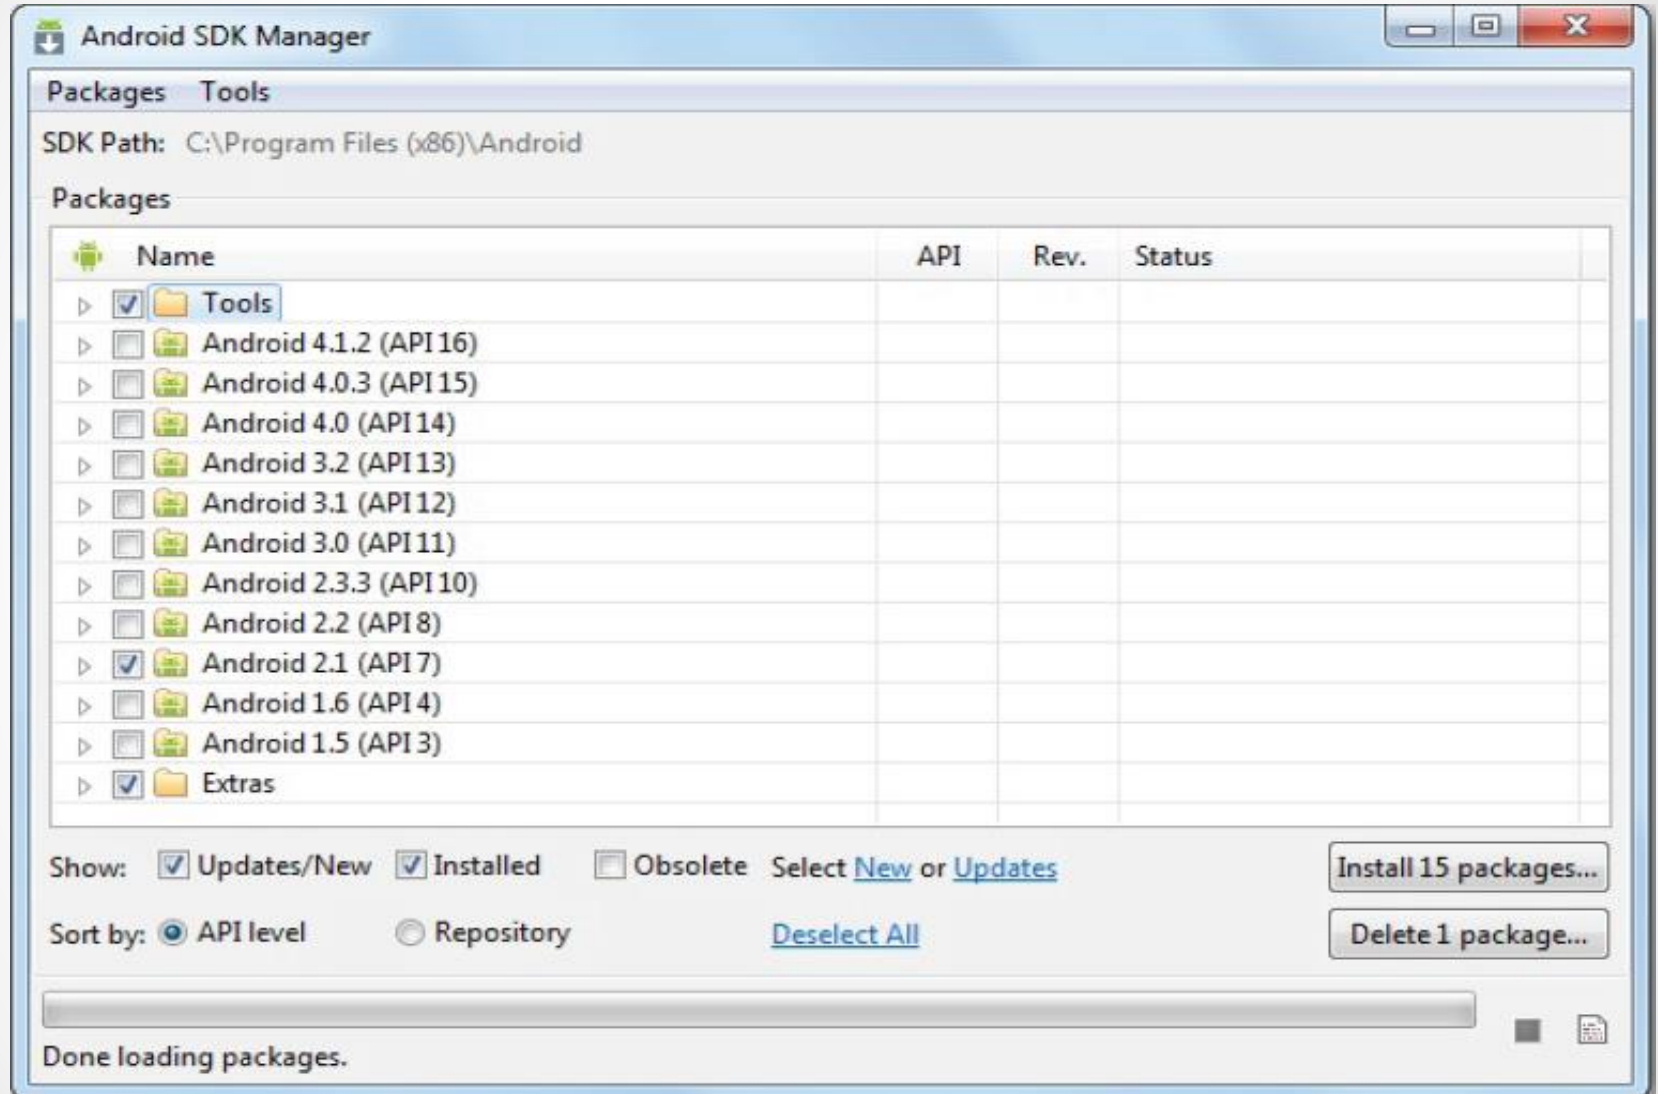 Android SDK Manager
Packages Tools
SDK Path: C:\Program Files (x86)\Android
Packages
Name API Rev. Status
Tools
Android 4.1.2 (API 16)
Android 4.0.3 (API 15)
Android 4.0 (API 14)
Android 3.2 (API 13)
Android 3.1 (API 12)
Android 3.0 (API 11)
Android 2.3.3 (API 10)
Android 2.2 (API 8)
Android 2.1 (API 7)
Android 1.6 (API 4)
Android 1.5 (API 3)
Extras
Show: Updates/New Installed Obsolete Select New or Updates Install 15 packages...
Sort by: API level Repository Deselect All Delete 1 package...
Done loading packages.